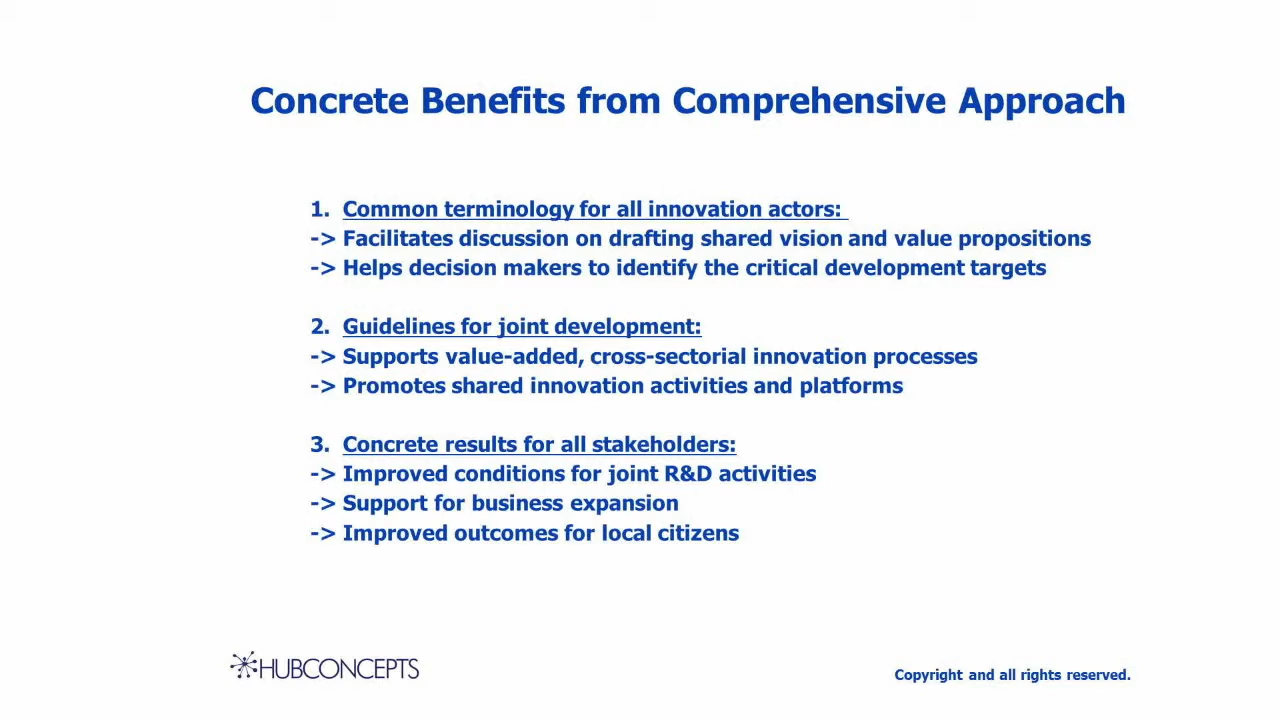 Concrete Benefits from Comprehensive Approach
1. Common terminology for all innovation actors:
-> Facilitates discussion on drafting shared vision and value propositions
-> Helps decision makers to identify the critical development targets
2. Guidelines for joint development:
-> Supports value-added, cross-sectorial innovation processes
-> Promotes shared innovation activities and platforms
3. Concrete results for all stakeholders:
-> Improved conditions for joint R&D activities
-> Support for business expansion
-> Improved outcomes for local citizens
HUBCONCEPTS
Copyright and all rights reserved.